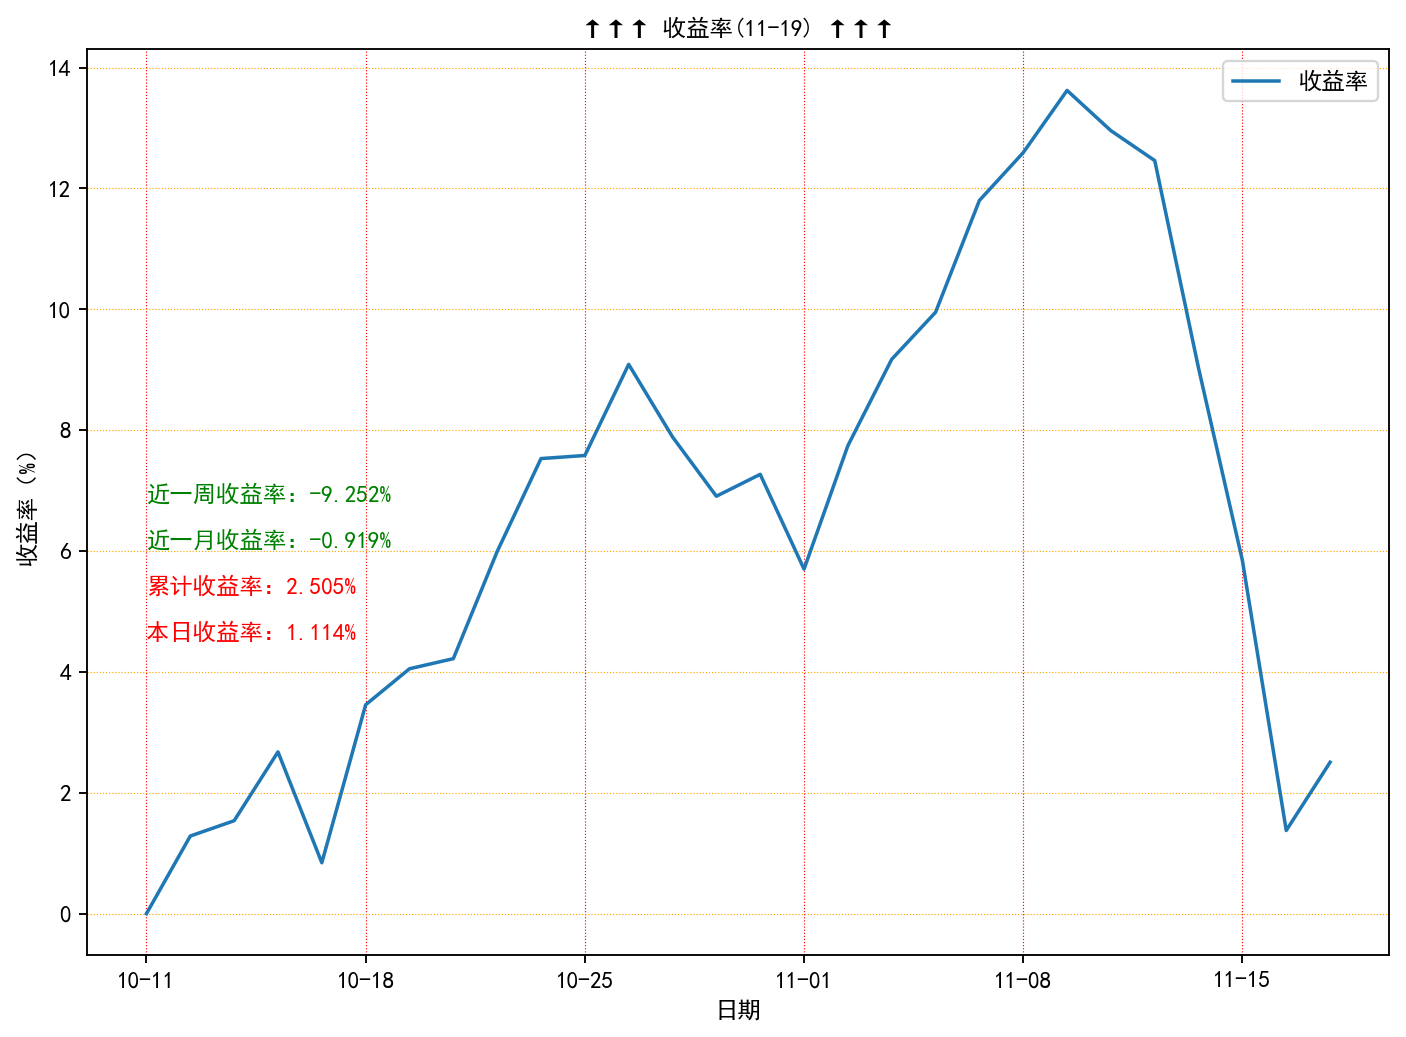 ↑↑↑ 收益率(11-19) ↑↑↑
收益率
14
12
10
8
6
4
2
0
收益率 (%)
近一周收益率: -9.252%
近一月收益率: -0.919%
累计收益率: 2.505%
本日收益率: 1.114%
10-11 10-18 10-25 11-01 11-08 11-15
日期